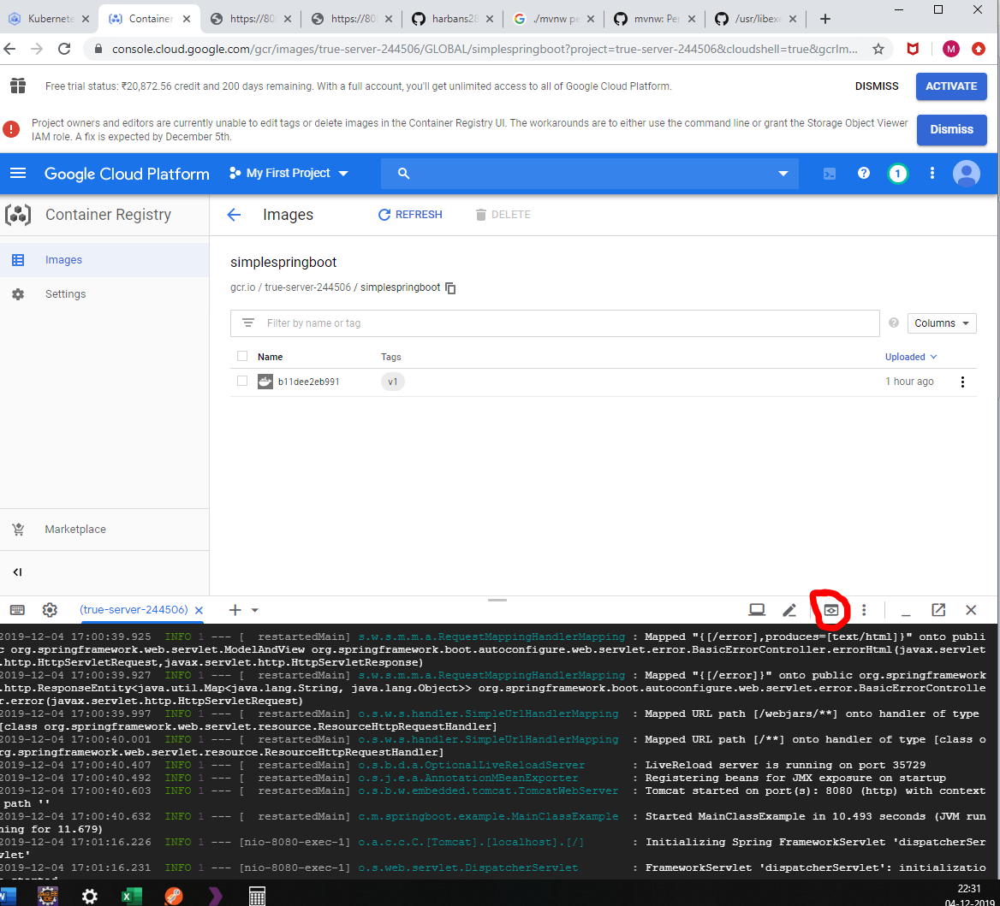 Kubernete
Container
https://80
https://80
harbans28
./mvnw pe
mvnw: Per
/usr/libexe
console.cloud.google.com/gcr/images/true-server-244506/GLOBAL/simplespringboot?project=true-server-244506&cloudshell=true&gcrIm...
M
Free trial status: ₹20,872.56 credit and 200 days remaining. With a full account, you'll get unlimited access to all of Google Cloud Platform.
DISMISS
ACTIVATE
Project owners and editors are currently unable to edit tags or delete images in the Container Registry UI. The workarounds are to either use the command line or grant the Storage Object Viewer
IAM role. A fix is expected by December 5th.
Dismiss
Google Cloud Platform
My First Project
1
Container Registry
Images
REFRESH
DELETE
Images
Settings
Marketplace
simplespringboot
gcr.io / true-server-244506 / simplespringboot
Filter by name or tag
Columns
Name
Tags
Uploaded
b11dee2eb991
v1
1 hour ago
(true-server-244506)
2019-12-04 17:00:39.925 INFO 1 --- [ restartedMain] s.w.s.m.m.a.RequestMappingHandlerMapping : Mapped "{[/error],produces=[text/html]}" onto publi
c org.springframework.web.servlet.ModelAndView org.springframework.boot.autoconfigure.web.servlet.error.BasicErrorController.errorHtml(javax.servlet
.http.HttpServletRequest,javax.servlet.http.HttpServletResponse)
2019-12-04 17:00:39.927 INFO 1 --- [ restartedMain] s.w.s.m.m.a.RequestMappingHandlerMapping : Mapped "{[/error]}" onto public org.springframework
.http.ResponseEntity<java.util.Map<java.lang.String, java.lang.Object>> org.springframework.boot.autoconfigure.web.servlet.error.BasicErrorControlle
r.error(javax.servlet.http.HttpServletRequest)
2019-12-04 17:00:39.997 INFO 1 --- [ restartedMain] o.s.w.s.handler.SimpleUrlHandlerMapping : Mapped URL path [/webjars/**] onto handler of type
[class org.springframework.web.servlet.resource.ResourceHttpRequestHandler]
2019-12-04 17:00:40.001 INFO 1 --- [ restartedMain] o.s.w.s.handler.SimpleUrlHandlerMapping : Mapped URL path [/**] onto handler of type [class o
rg.springframework.web.servlet.resource.ResourceHttpRequestHandler]
2019-12-04 17:00:40.407 INFO 1 --- [ restartedMain] o.s.b.d.a.OptionalLiveReloadServer : LiveReload server is running on port 35729
2019-12-04 17:00:40.492 INFO 1 --- [ restartedMain] o.s.j.e.a.AnnotationMBeanExporter : Registering beans for JMX exposure on startup
2019-12-04 17:00:40.603 INFO 1 --- [ restartedMain] o.s.b.w.embedded.tomcat.TomcatWebServer : Tomcat started on port(s): 8080 (http) with context
path ''
2019-12-04 17:00:40.632 INFO 1 --- [ restartedMain] c.m.springboot.example.MainClassExample : Started MainClassExample in 10.493 seconds (JVM run
ning for 11.679)
2019-12-04 17:01:16.226 INFO 1 --- [nio-8080-exec-1] o.a.c.c.C.[Tomcat].[localhost].[/] : Initializing Spring FrameworkServlet 'dispatcherSer
vlet'
2019-12-04 17:01:16.231 INFO 1 --- [nio-8080-exec-1] o.s.web.servlet.DispatcherServlet : FrameworkServlet 'dispatcherServlet': initializatio
n started
22:31
04-12-2019